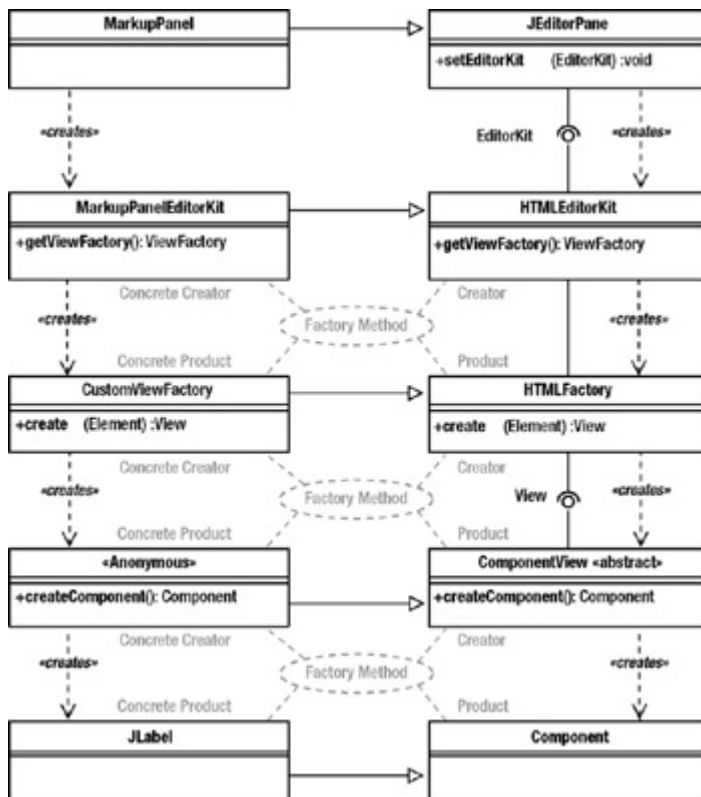 MarkupPanel
JEditorPane
+setEditorKit (EditorKit) :void
«creates»
EditorKit
«creates»
MarkupPanelEditorKit
HTMLEditorKit
+getViewFactory(): ViewFactory
+getViewFactory(): ViewFactory
Concrete Creator
Creator
«creates»
Factory Method
«creates»
Concrete Product
Product
CustomViewFactory
HTMLFactory
+create (Element) :View
+create (Element) :View
Concrete Creator
Creator
«creates»
Factory Method
View
«creates»
Concrete Product
Product
«Anonymous»
ComponentView «abstract»
+createComponent(): Component
+createComponent(): Component
Concrete Creator
Creator
«creates»
Factory Method
«creates»
Concrete Product
Product
JLabel
Component